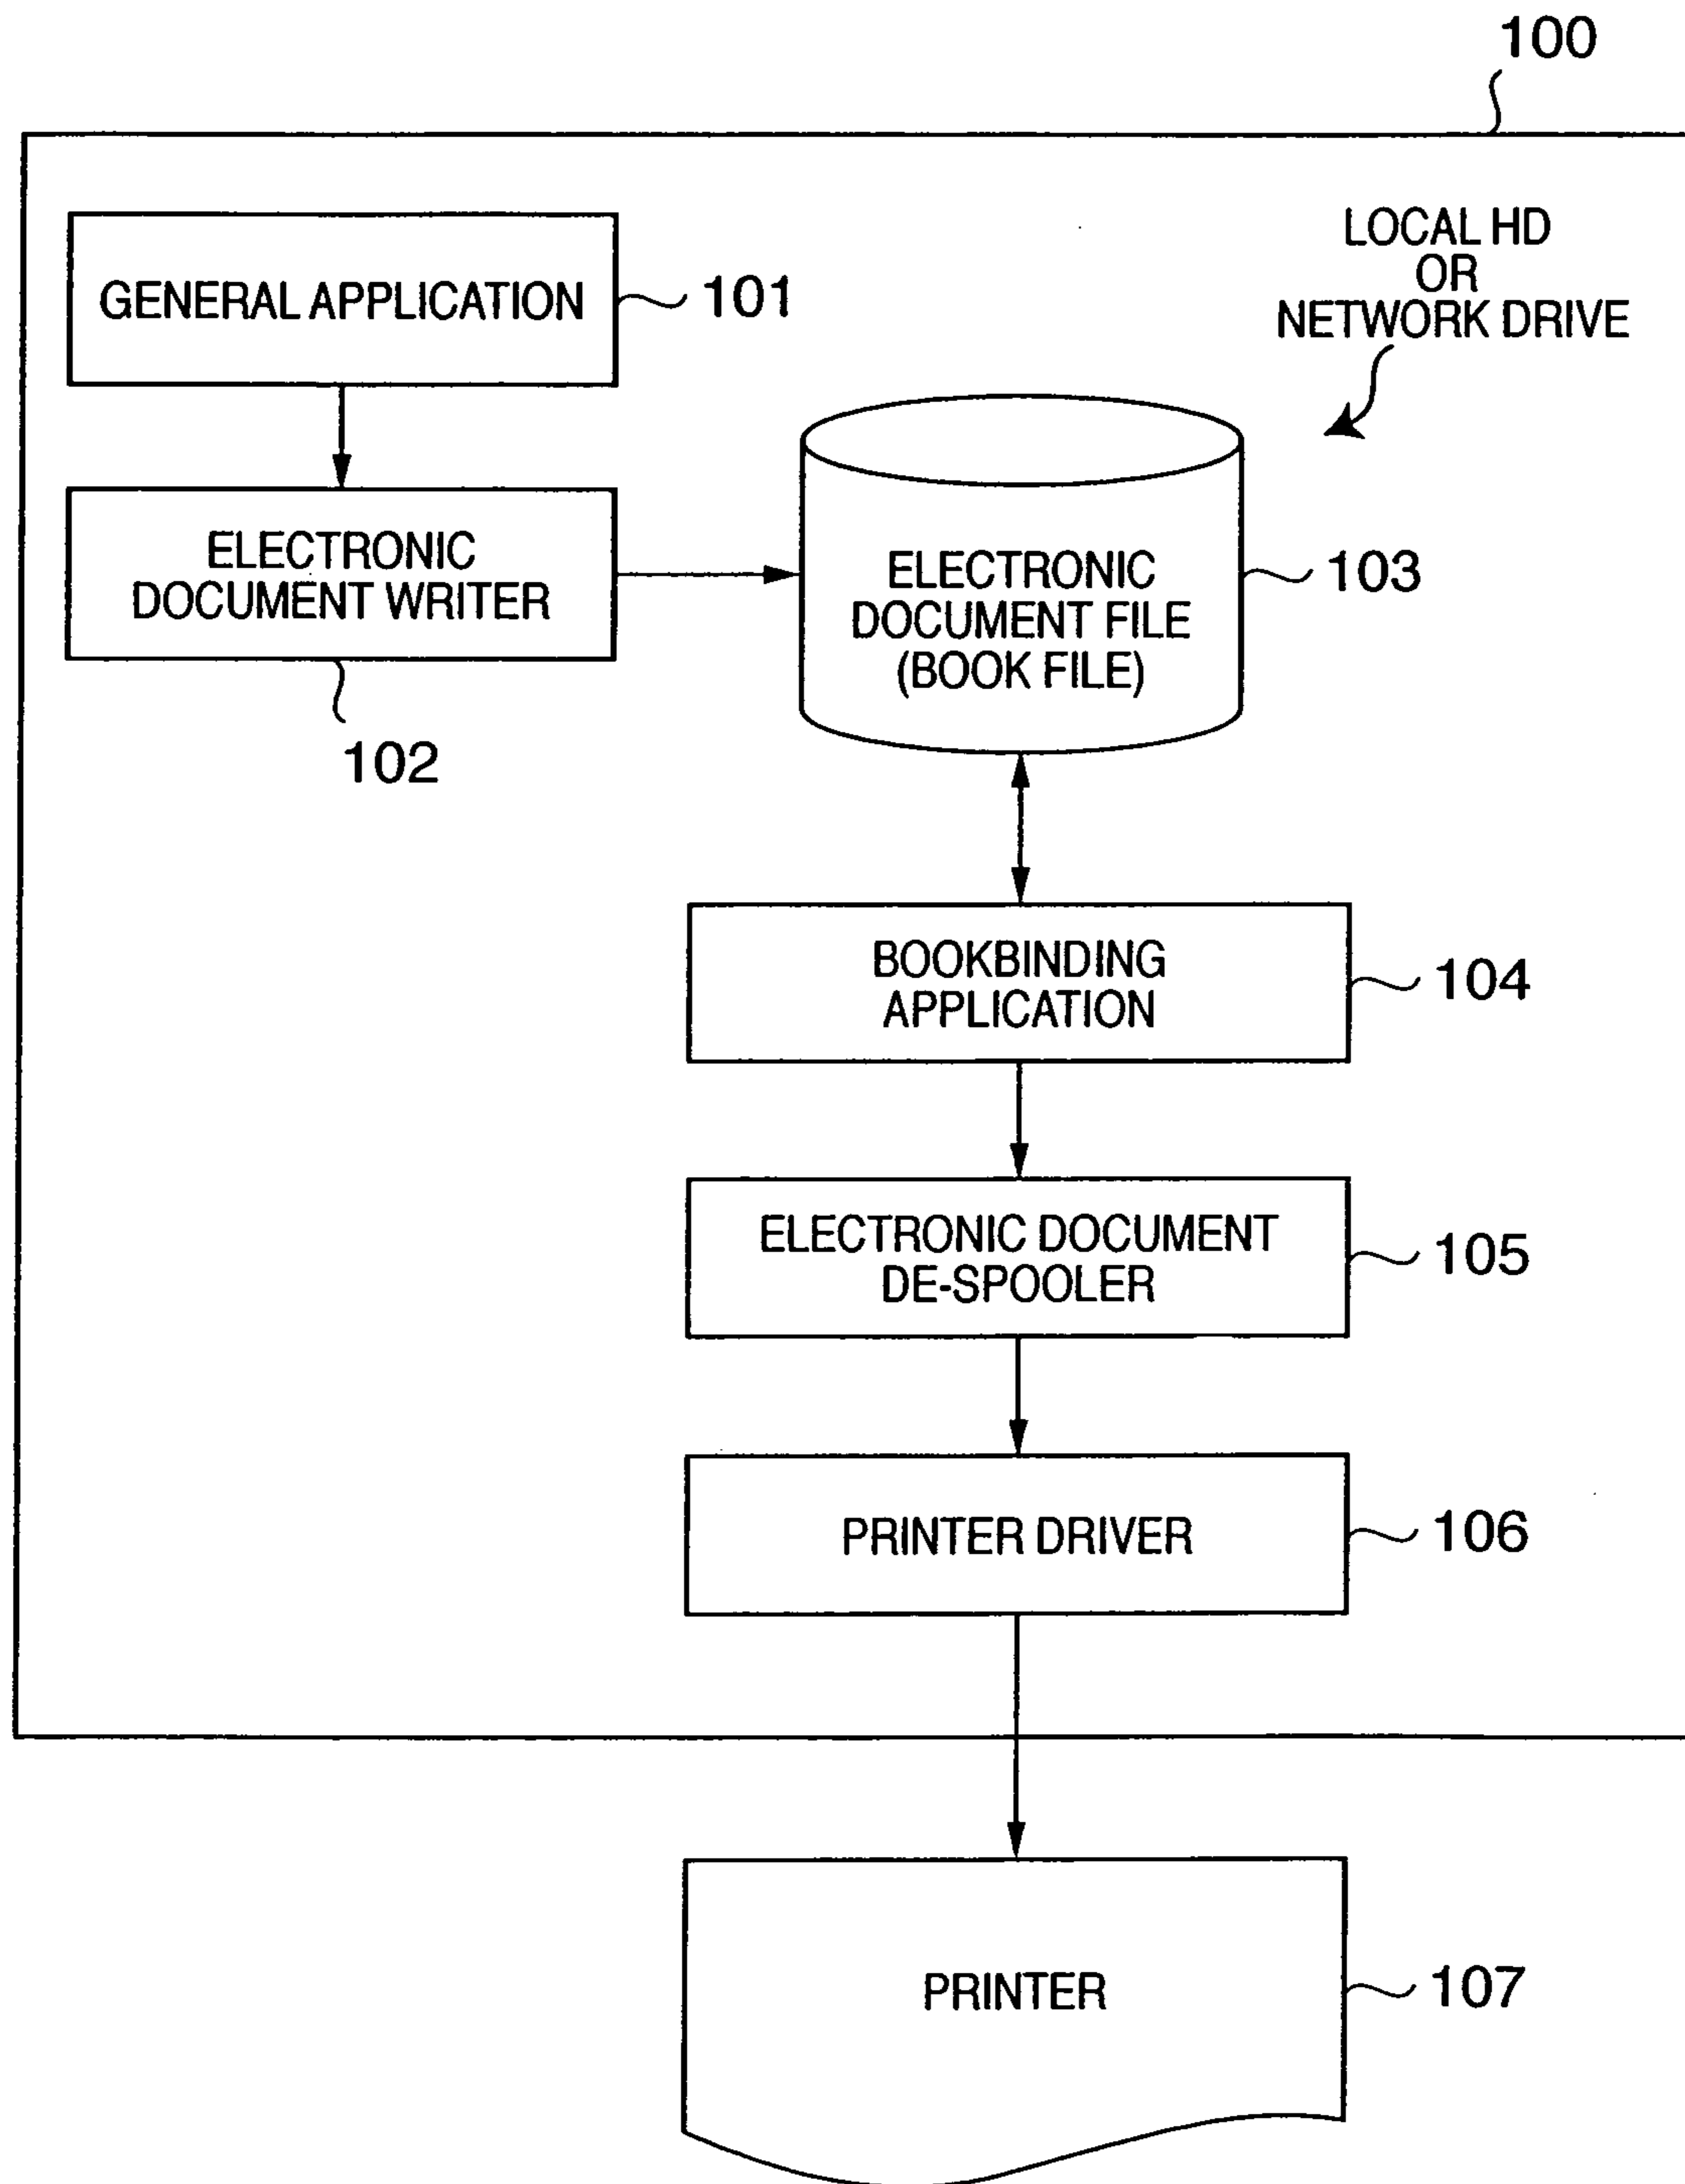 100
GENERAL APPLICATION
101
LOCAL HD
OR
NETWORK DRIVE
ELECTRONIC
DOCUMENT WRITER
102
ELECTRONIC
DOCUMENT FILE
(BOOK FILE)
103
BOOKBINDING
APPLICATION
104
ELECTRONIC DOCUMENT
DE-SPOOLER
105
PRINTER DRIVER
106
PRINTER
107